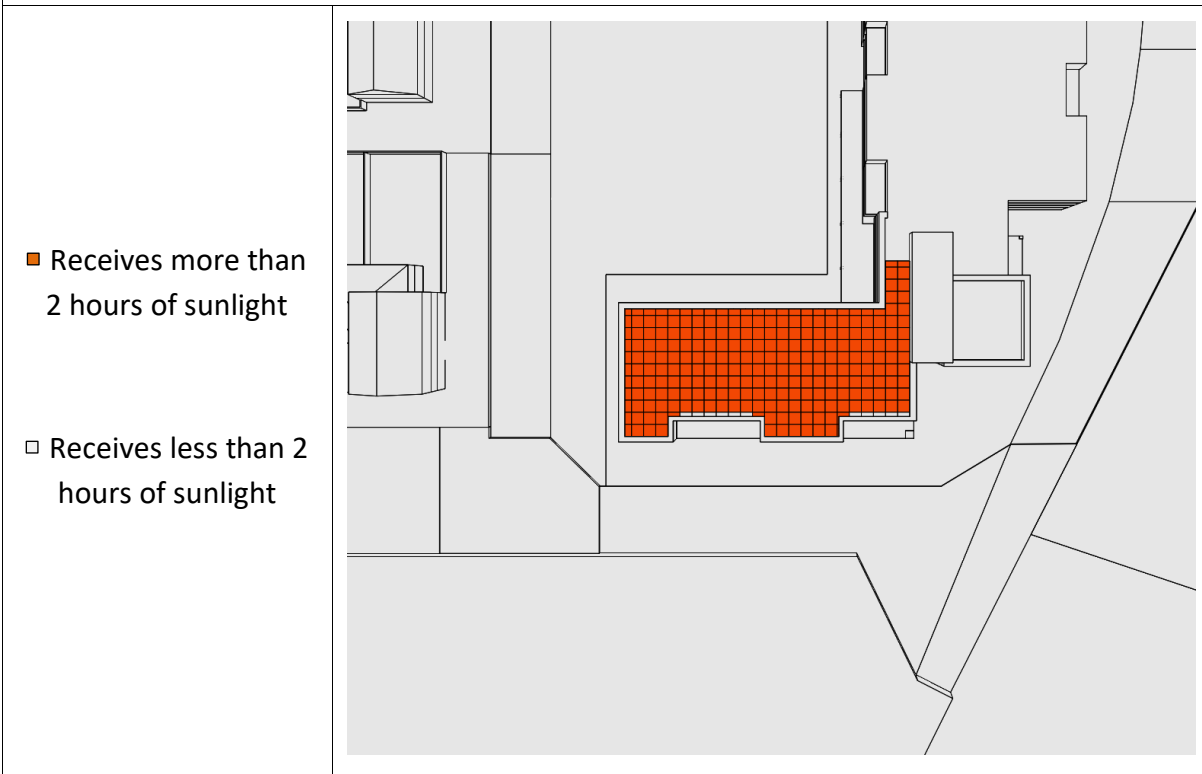 Receives more than
2 hours of sunlight
Receives less than 2
hours of sunlight